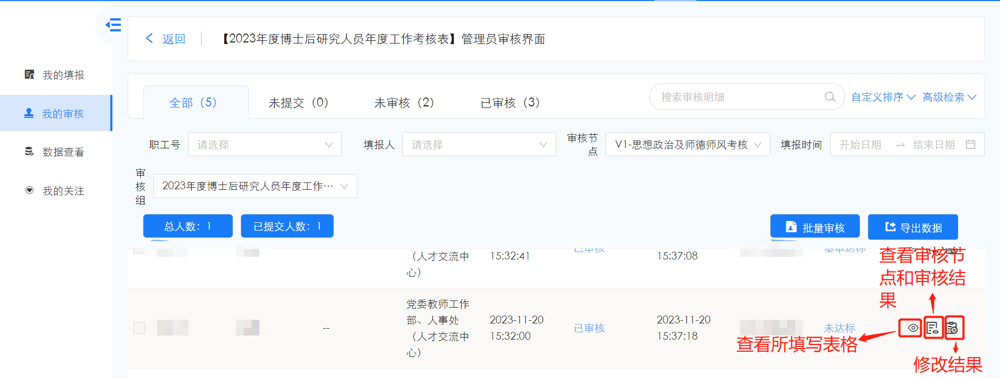 返回
【2023年度博士后研究人员年度工作考核表】管理员审核界面
我的填报
我的审核
数据查看
我的关注
全部（5）
未提交（0）
未审核（2）
已审核（3）
搜索审核明细
自定义排序
高级检索
职工号
请选择
填报人
请选择
审核节
点
V1-思想政治及师德师风考核
填报时间
开始日期
结束日期
审
核
组
2023年度博士后研究人员年度工作…
总人数：1
已提交人数：1
批量审核
导出数据
（人才交流中
心）
15:32:41
已审核
15:37:08
基本达标
查看审核节
点和审核结
果
--
党委教师工作
部、人事处
（人才交流中
心）
2023-11-20
15:32:00
已审核
2023-11-20
15:37:18
未达标
查看所填写表格
修改结果